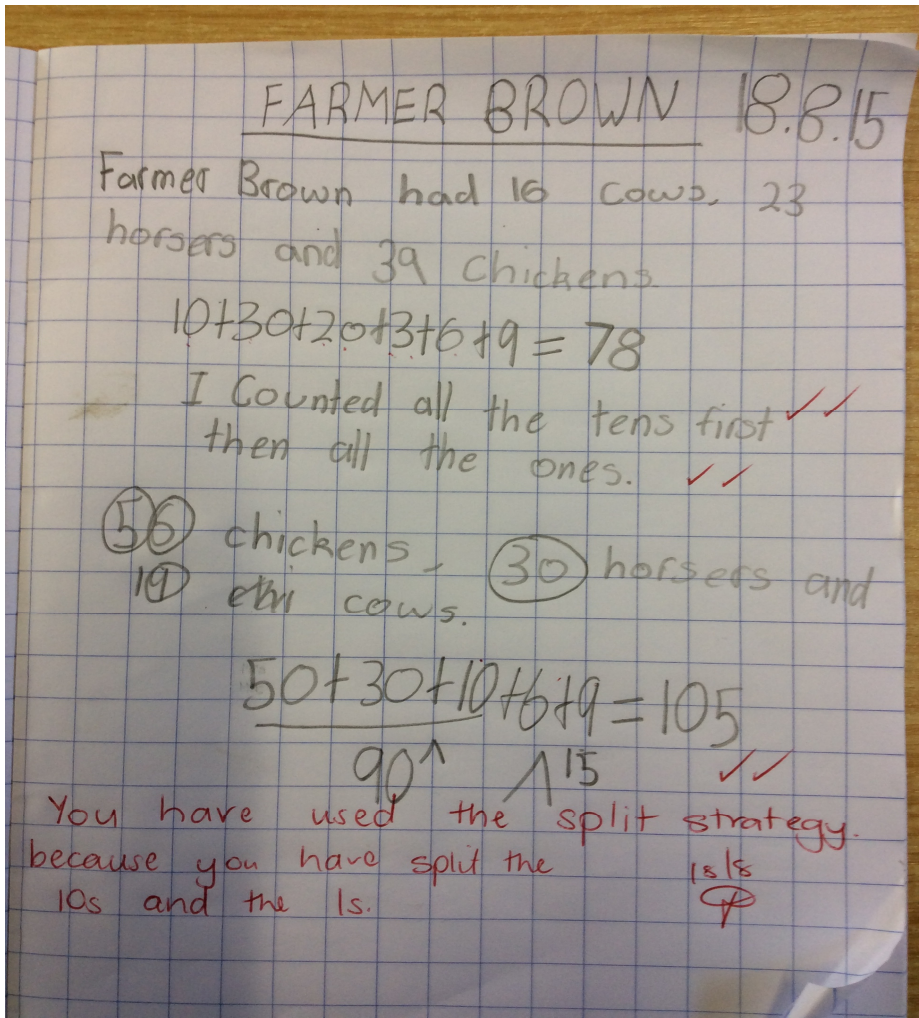 FARMER BROWN 18.8.15
Farmer Brown had 16 cows, 23
horsers and 39 Chickens.
10+30+20+3+6+9=78
I Counted all the tens first
then all the ones.
56 chickens, 30 horsers and
19 cows.
50+30+10+6+9=105
90^ ^15
You have used the split strategy.
because you have split the 18/8
10s and the 1s.